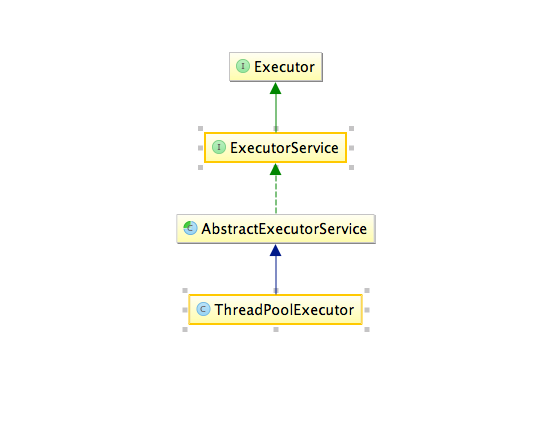 I Executor
I ExecutorService
C AbstractExecutorService
C ThreadPoolExecutor